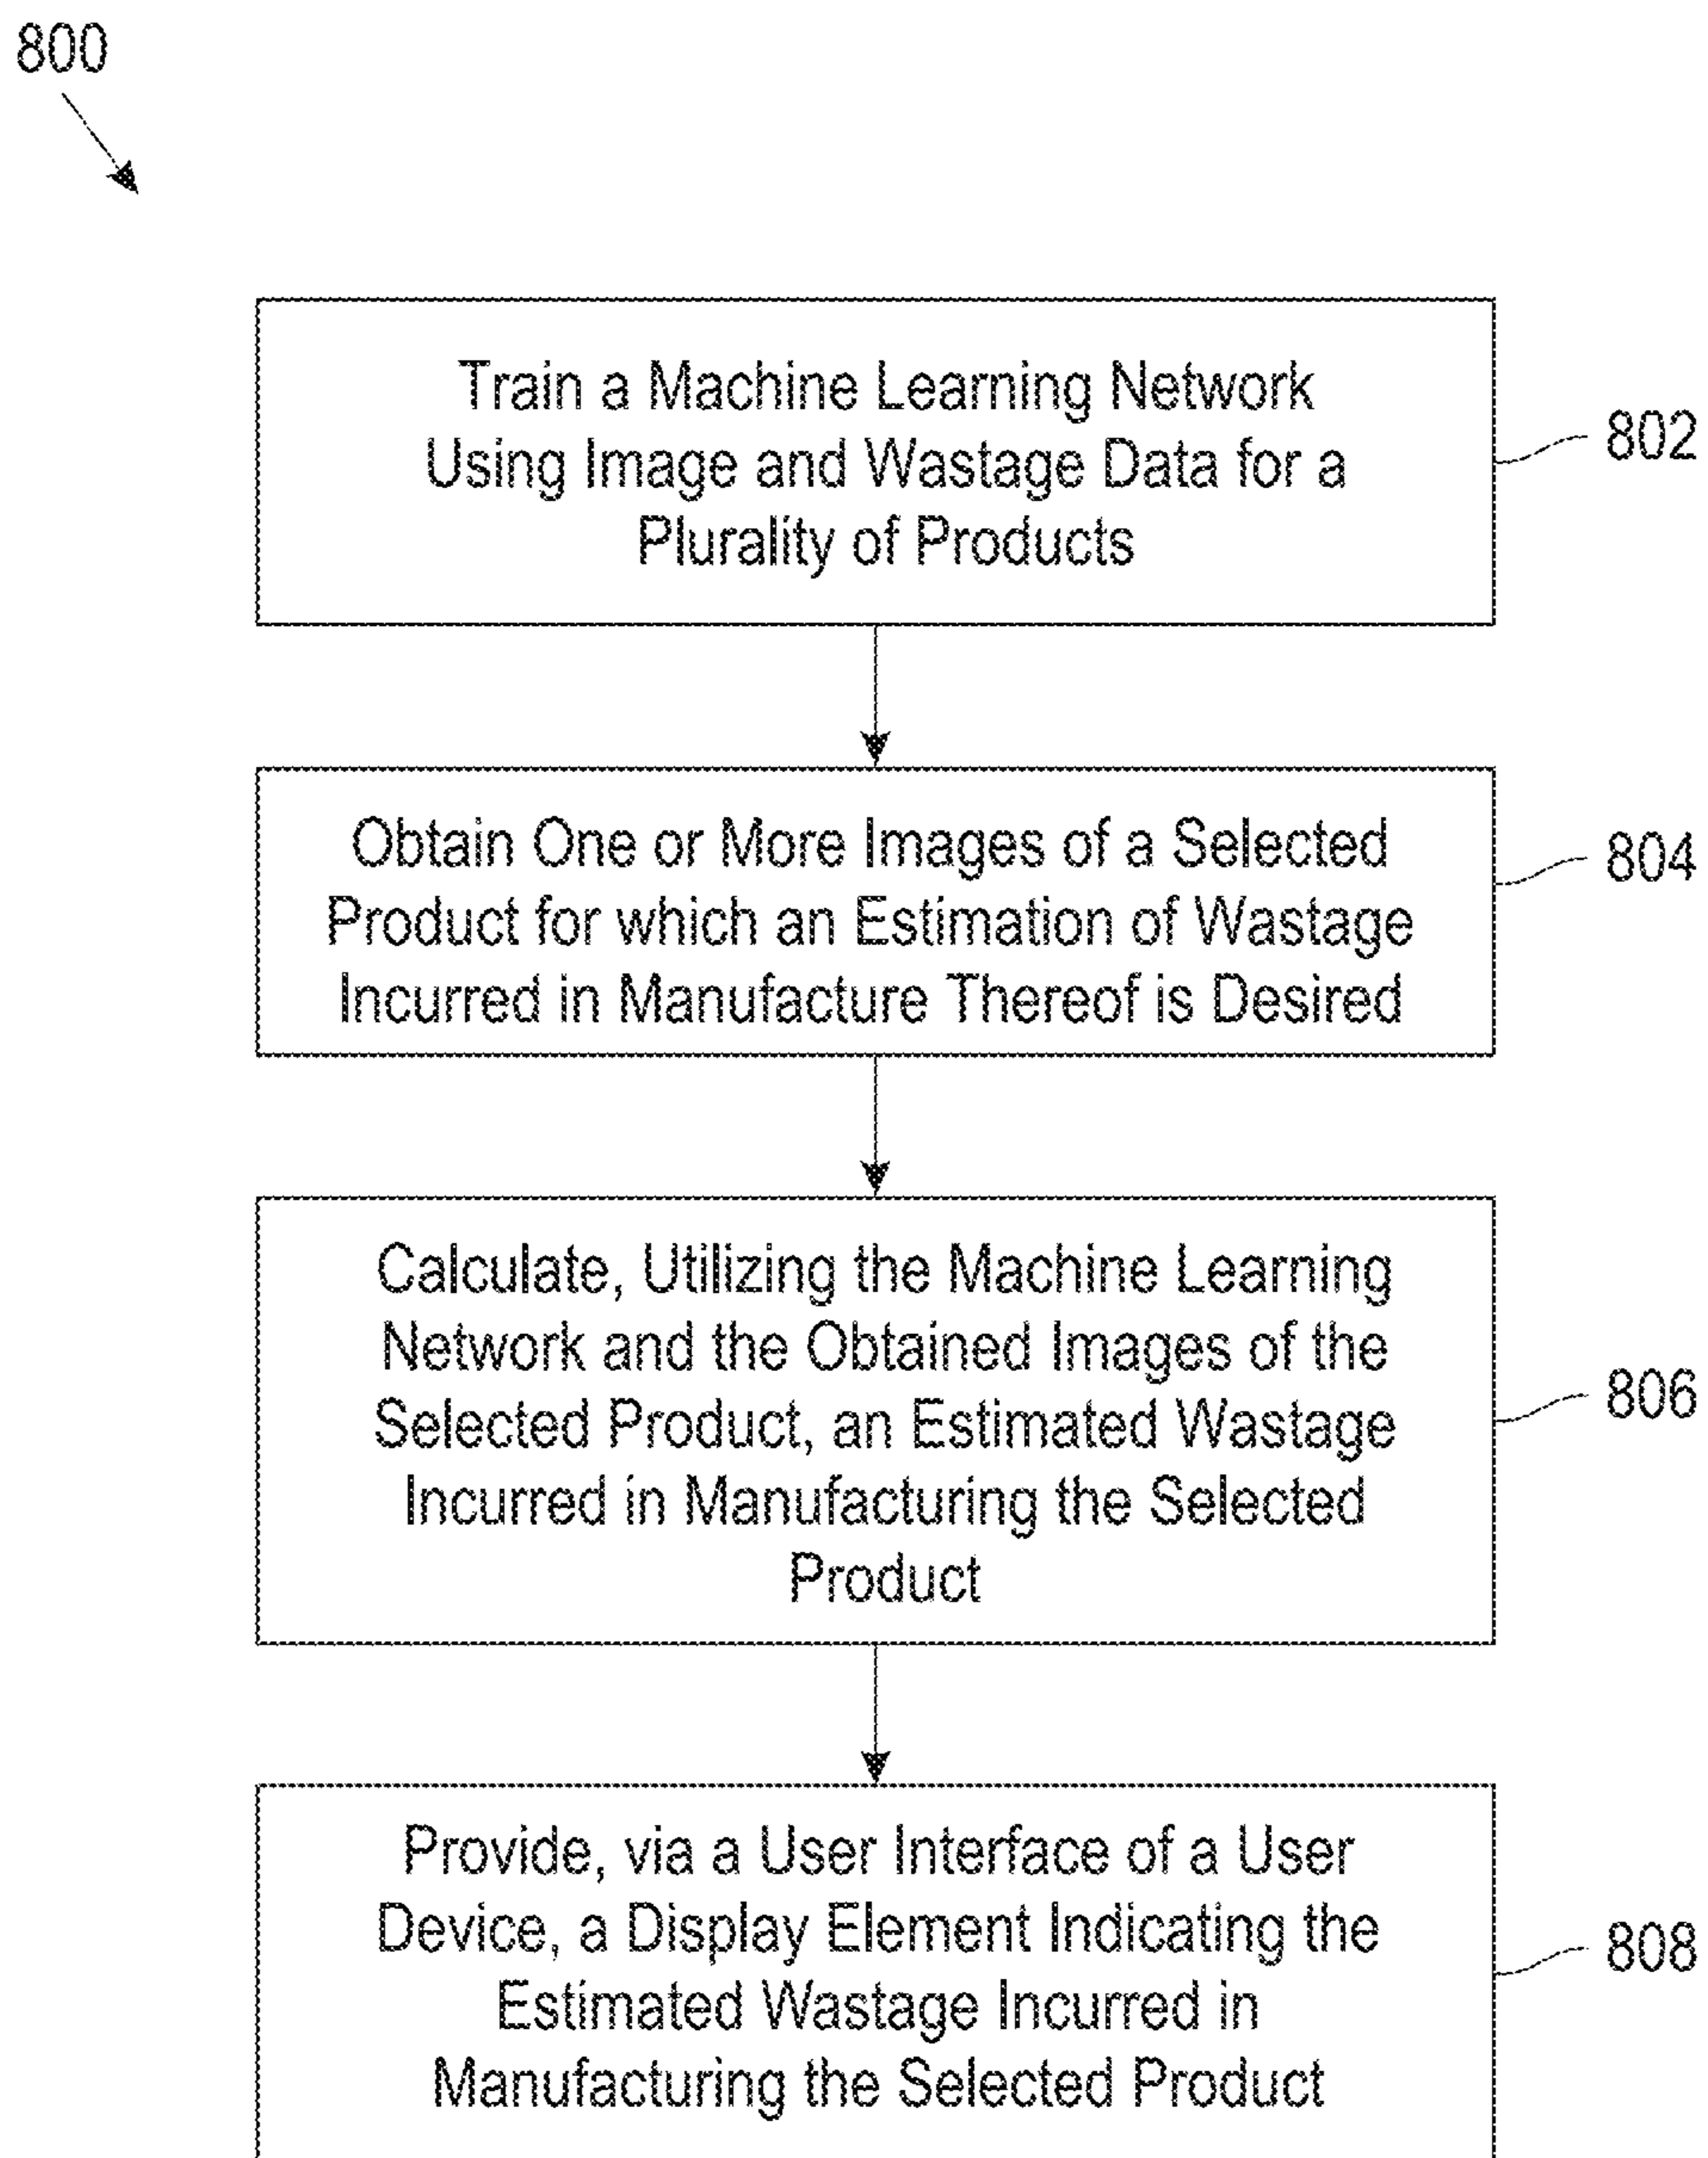 800
Train a Machine Learning Network
Using Image and Wastage Data for a
Plurality of Products
802
Obtain One or More Images of a Selected
Product for which an Estimation of Wastage
Incurred in Manufacture Thereof is Desired
804
Calculate, Utilizing the Machine Learning
Network and the Obtained Images of the
Selected Product, an Estimated Wastage
Incurred in Manufacturing the Selected
Product
806
Provide, via a User Interface of a User
Device, a Display Element Indicating the
Estimated Wastage Incurred in
Manufacturing the Selected Product
808